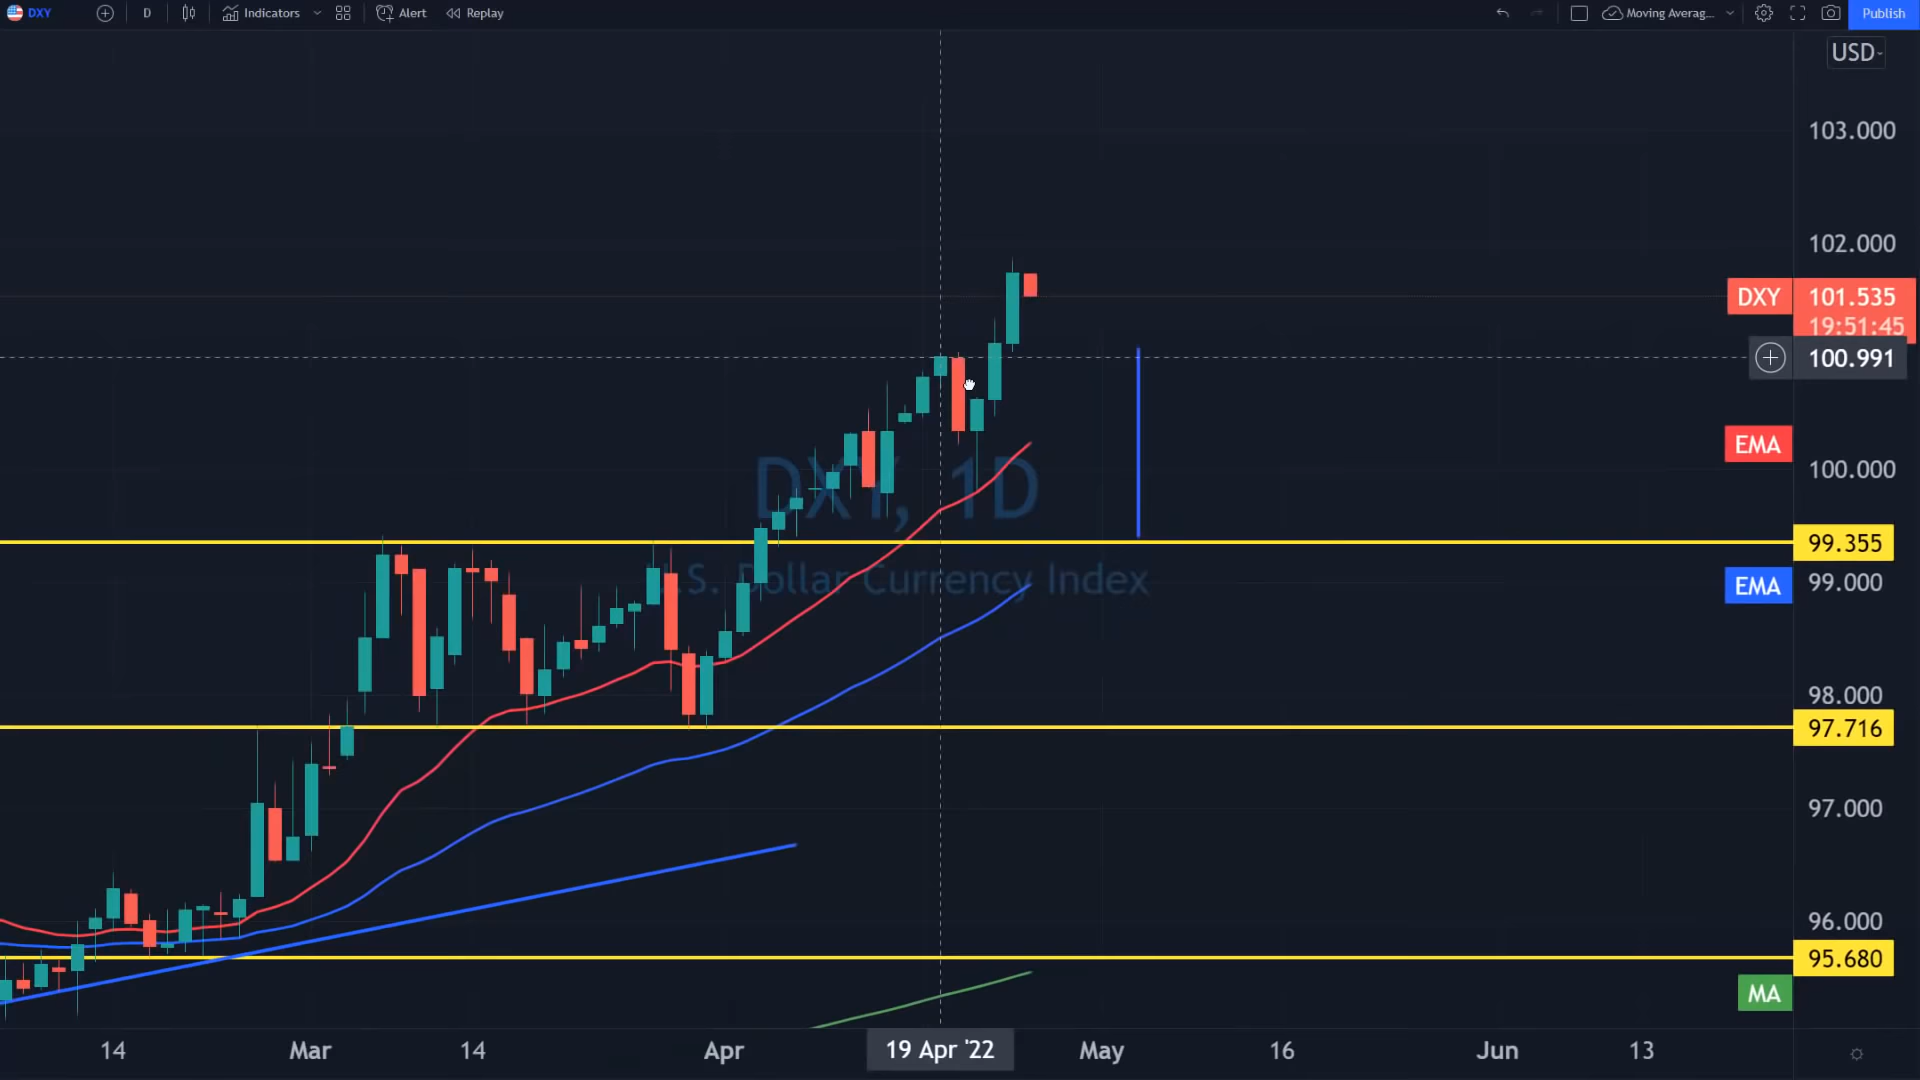 DXY D Indicators Alert Replay Moving Averag... Publish
USD
103.000
102.000
DXY 101.535
19:51:45
100.991
EMA
100.000
DXY, 1D
99.355
U.S. Dollar Currency Index
EMA 99.000
98.000
97.716
97.000
96.000
95.680
MA
14 Mar 14 Apr 19 Apr '22 May 16 Jun 13